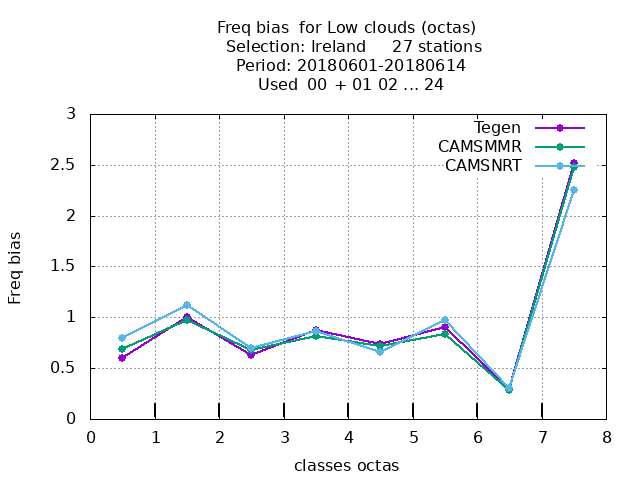 Freq bias  for Low clouds (octas)
Selection: Ireland     27 stations
Period: 20180601-20180614
Used  00 + 01 02 ... 24
Tegen
CAMSMMR
CAMSNRT
3
2.5
2
1.5
1
0.5
0
Freq bias
0 1 2 3 4 5 6 7 8
classes octas